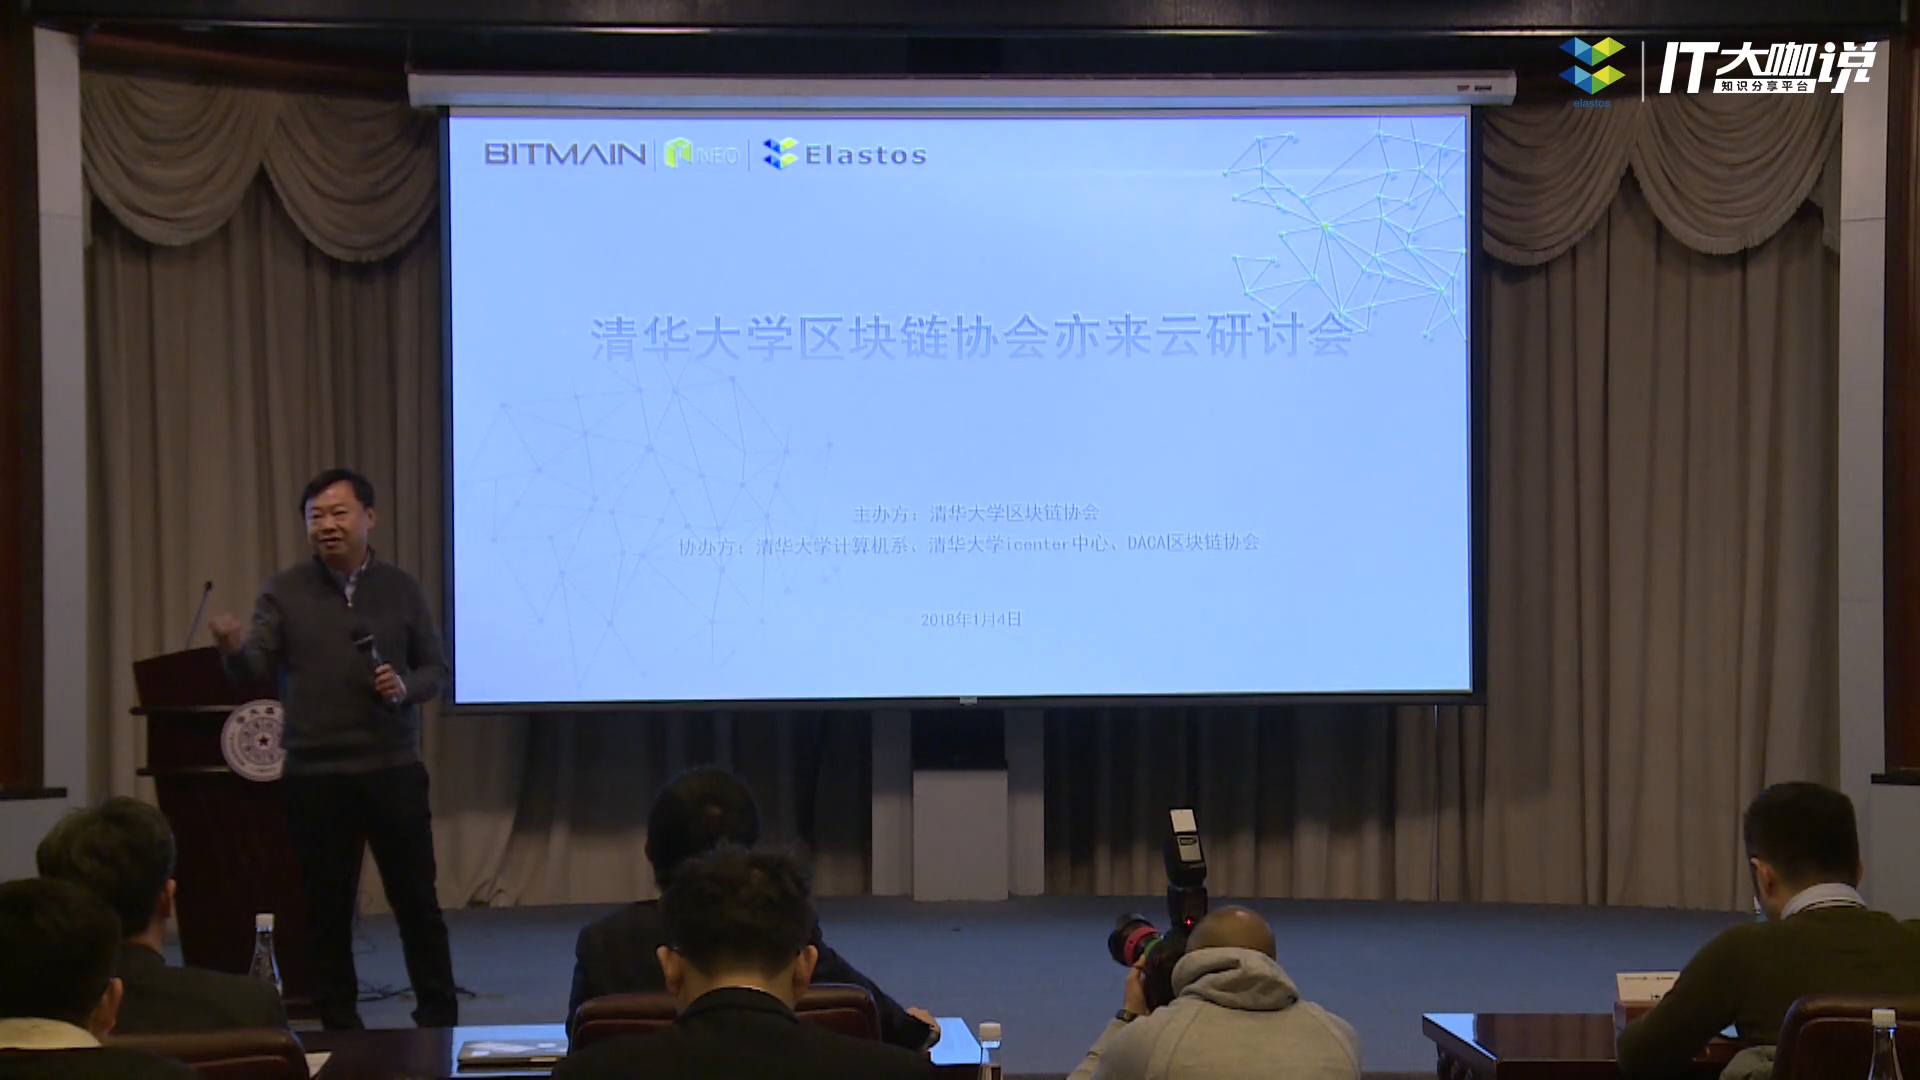 elastos
IT大咖说
知识分享平台
BITMAIN NEO Elastos
清华大学区块链协会亦来云研讨会
主办方：清华大学区块链协会
协办方：清华大学计算机系、清华大学icenter中心、DACA区块链协会
2018年1月4日